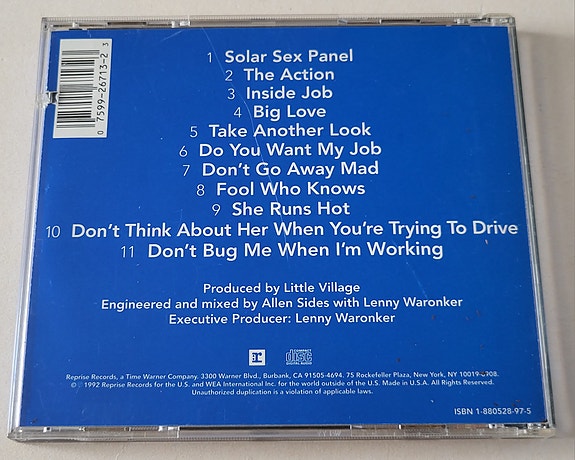 0 7599-26713-2 3
1 Solar Sex Panel
2 The Action
3 Inside Job
4 Big Love
5 Take Another Look
6 Do You Want My Job
7 Don't Go Away Mad
8 Fool Who Knows
9 She Runs Hot
10 Don't Think About Her When You're Trying To Drive
11 Don't Bug Me When I'm Working
Produced by Little Village
Engineered and mixed by Allen Sides with Lenny Waronker
Executive Producer: Lenny Waronker
r
COMPACT
disc
DIGITAL AUDIO
Reprise Records, a Time Warner Company, 3300 Warner Blvd., Burbank, CA 91505-4694. 75 Rockefeller Plaza, New York, NY 10019-6908.
© 1992 Reprise Records for the U.S. and WEA International Inc. for the world outside of the U.S. Made in U.S.A. All Rights Reserved.
Unauthorized duplication is a violation of applicable laws.
ISBN 1-880528-97-5